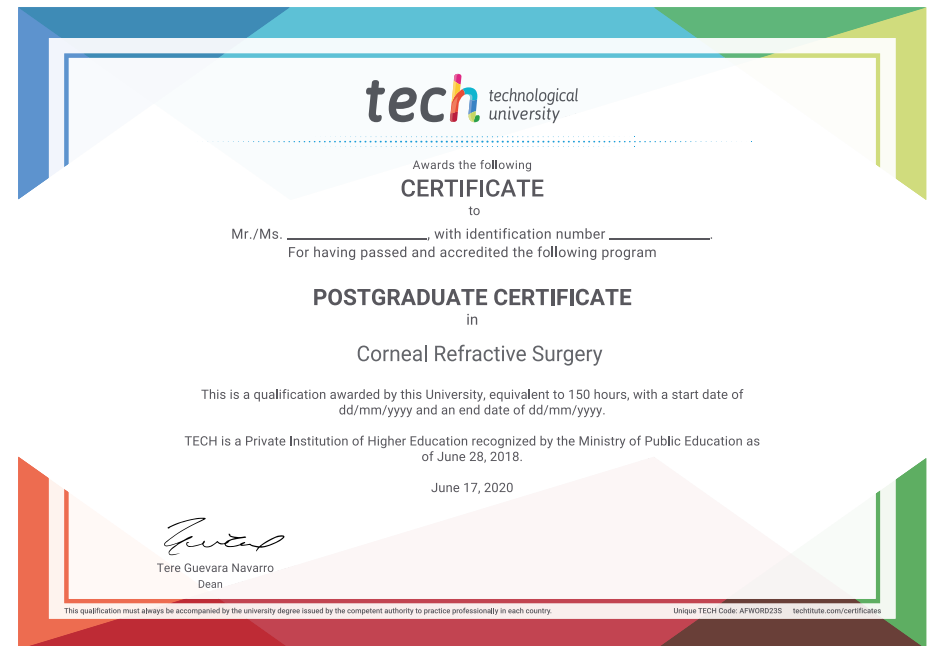 tech technological
university
Awards the following
CERTIFICATE
to
Mr./Ms. ____________________, with identification number ______________.
For having passed and accredited the following program
POSTGRADUATE CERTIFICATE
in
Corneal Refractive Surgery
This is a qualification awarded by this University, equivalent to 150 hours, with a start date of
dd/mm/yyyy and an end date of dd/mm/yyyy.
TECH is a Private Institution of Higher Education recognized by the Ministry of Public Education as
of June 28, 2018.
June 17, 2020
Tere Guevara Navarro
Dean
This qualification must always be accompanied by the university degree issued by the competent authority to practice professionally in each country.
Unique TECH Code: AFWORD23S techtitute.com/certificates